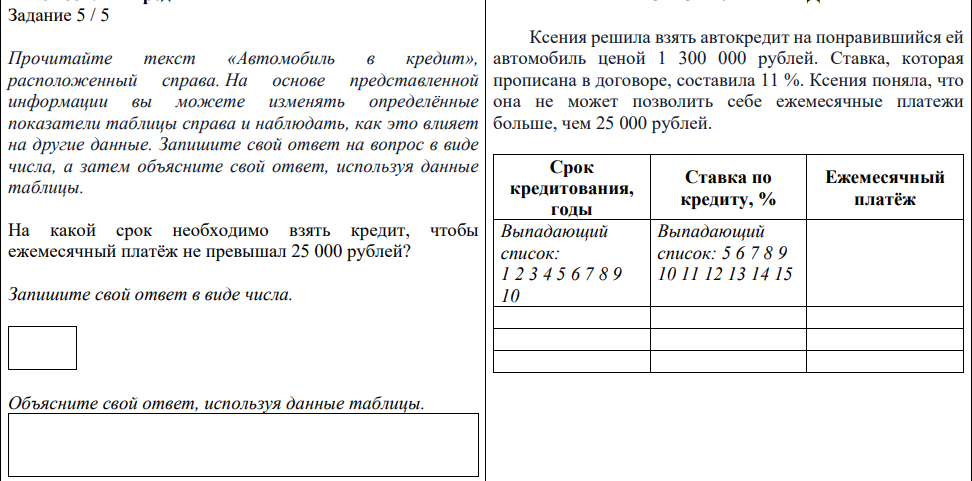 Задание 5 / 5
Прочитайте текст «Автомобиль в кредит»,
расположенный справа. На основе представленной
информации вы можете изменять определённые
показатели таблицы справа и наблюдать, как это влияет
на другие данные. Запишите свой ответ на вопрос в виде
числа, а затем объясните свой ответ, используя данные
таблицы.
На какой срок необходимо взять кредит, чтобы
ежемесячный платёж не превышал 25 000 рублей?
Запишите свой ответ в виде числа.
Объясните свой ответ, используя данные таблицы.
Ксения решила взять автокредит на понравившийся ей
автомобиль ценой 1 300 000 рублей. Ставка, которая
прописана в договоре, составила 11 %. Ксения поняла, что
она не может позволить себе ежемесячные платежи
больше, чем 25 000 рублей.
Срок
кредитования,
годы
Ставка по
кредиту, %
Ежемесячный
платёж
Выпадающий
список:
1 2 3 4 5 6 7 8 9
10
Выпадающий
список: 5 6 7 8 9
10 11 12 13 14 15